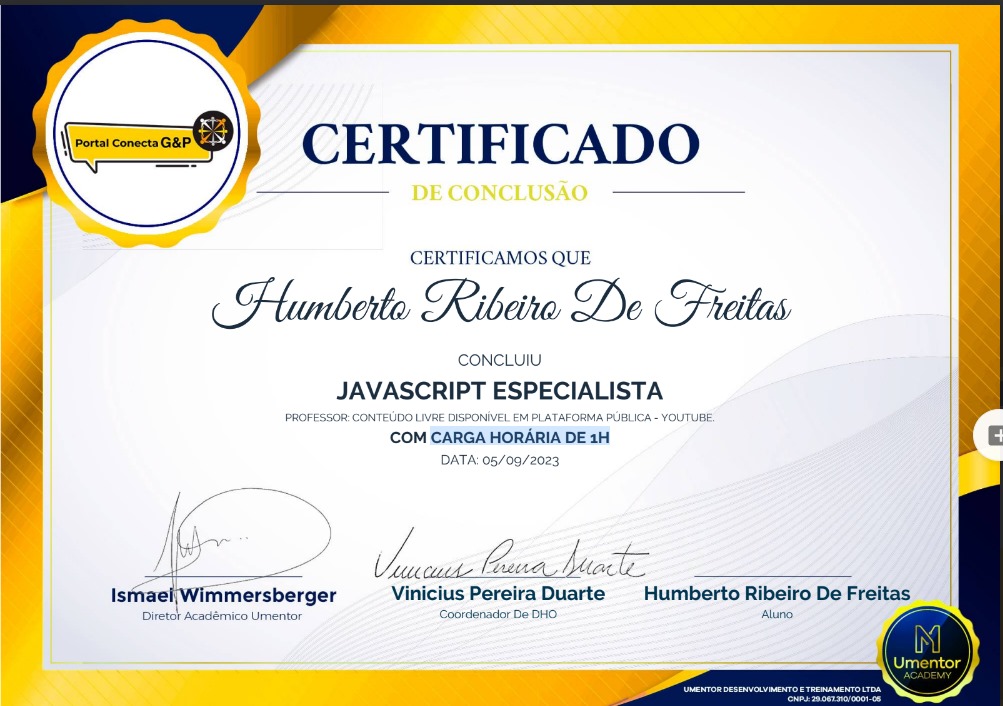 Portal Conecta G&P
CERTIFICADO
DE CONCLUSÃO
CERTIFICAMOS QUE
Humberto Ribeiro De Freitas
CONCLUIU
JAVASCRIPT ESPECIALISTA
PROFESSOR: CONTEÚDO LIVRE DISPONÍVEL EM PLATAFORMA PÚBLICA - YOUTUBE.
COM CARGA HORÁRIA DE 1H
DATA: 05/09/2023
Vinicius Pereira Duarte
Ismael Wimmersberger
Diretor Acadêmico Umentor
Vinicius Pereira Duarte
Coordenador De DHO
Humberto Ribeiro De Freitas
Aluno
Umentor
ACADEMY
UMENTOR DESENVOLVIMENTO E TREINAMENTO LTDA
CNPJ: 29.067.310/0001-05